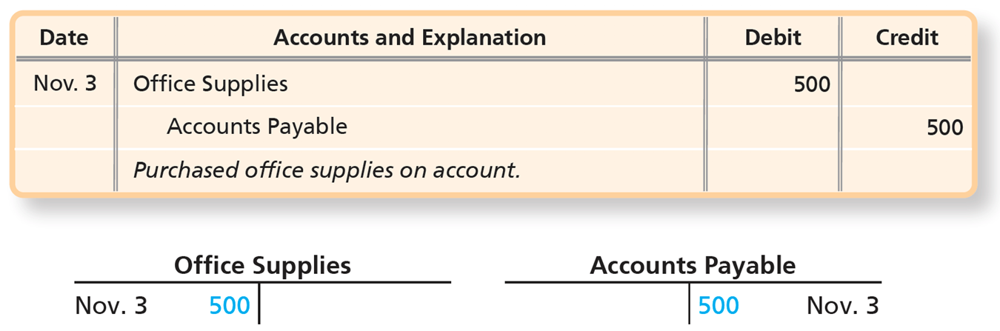 Date Accounts and Explanation Debit Credit
Nov. 3 Office Supplies 500
Accounts Payable 500
Purchased office supplies on account.
Office Supplies Accounts Payable
Nov. 3 500 500 Nov. 3